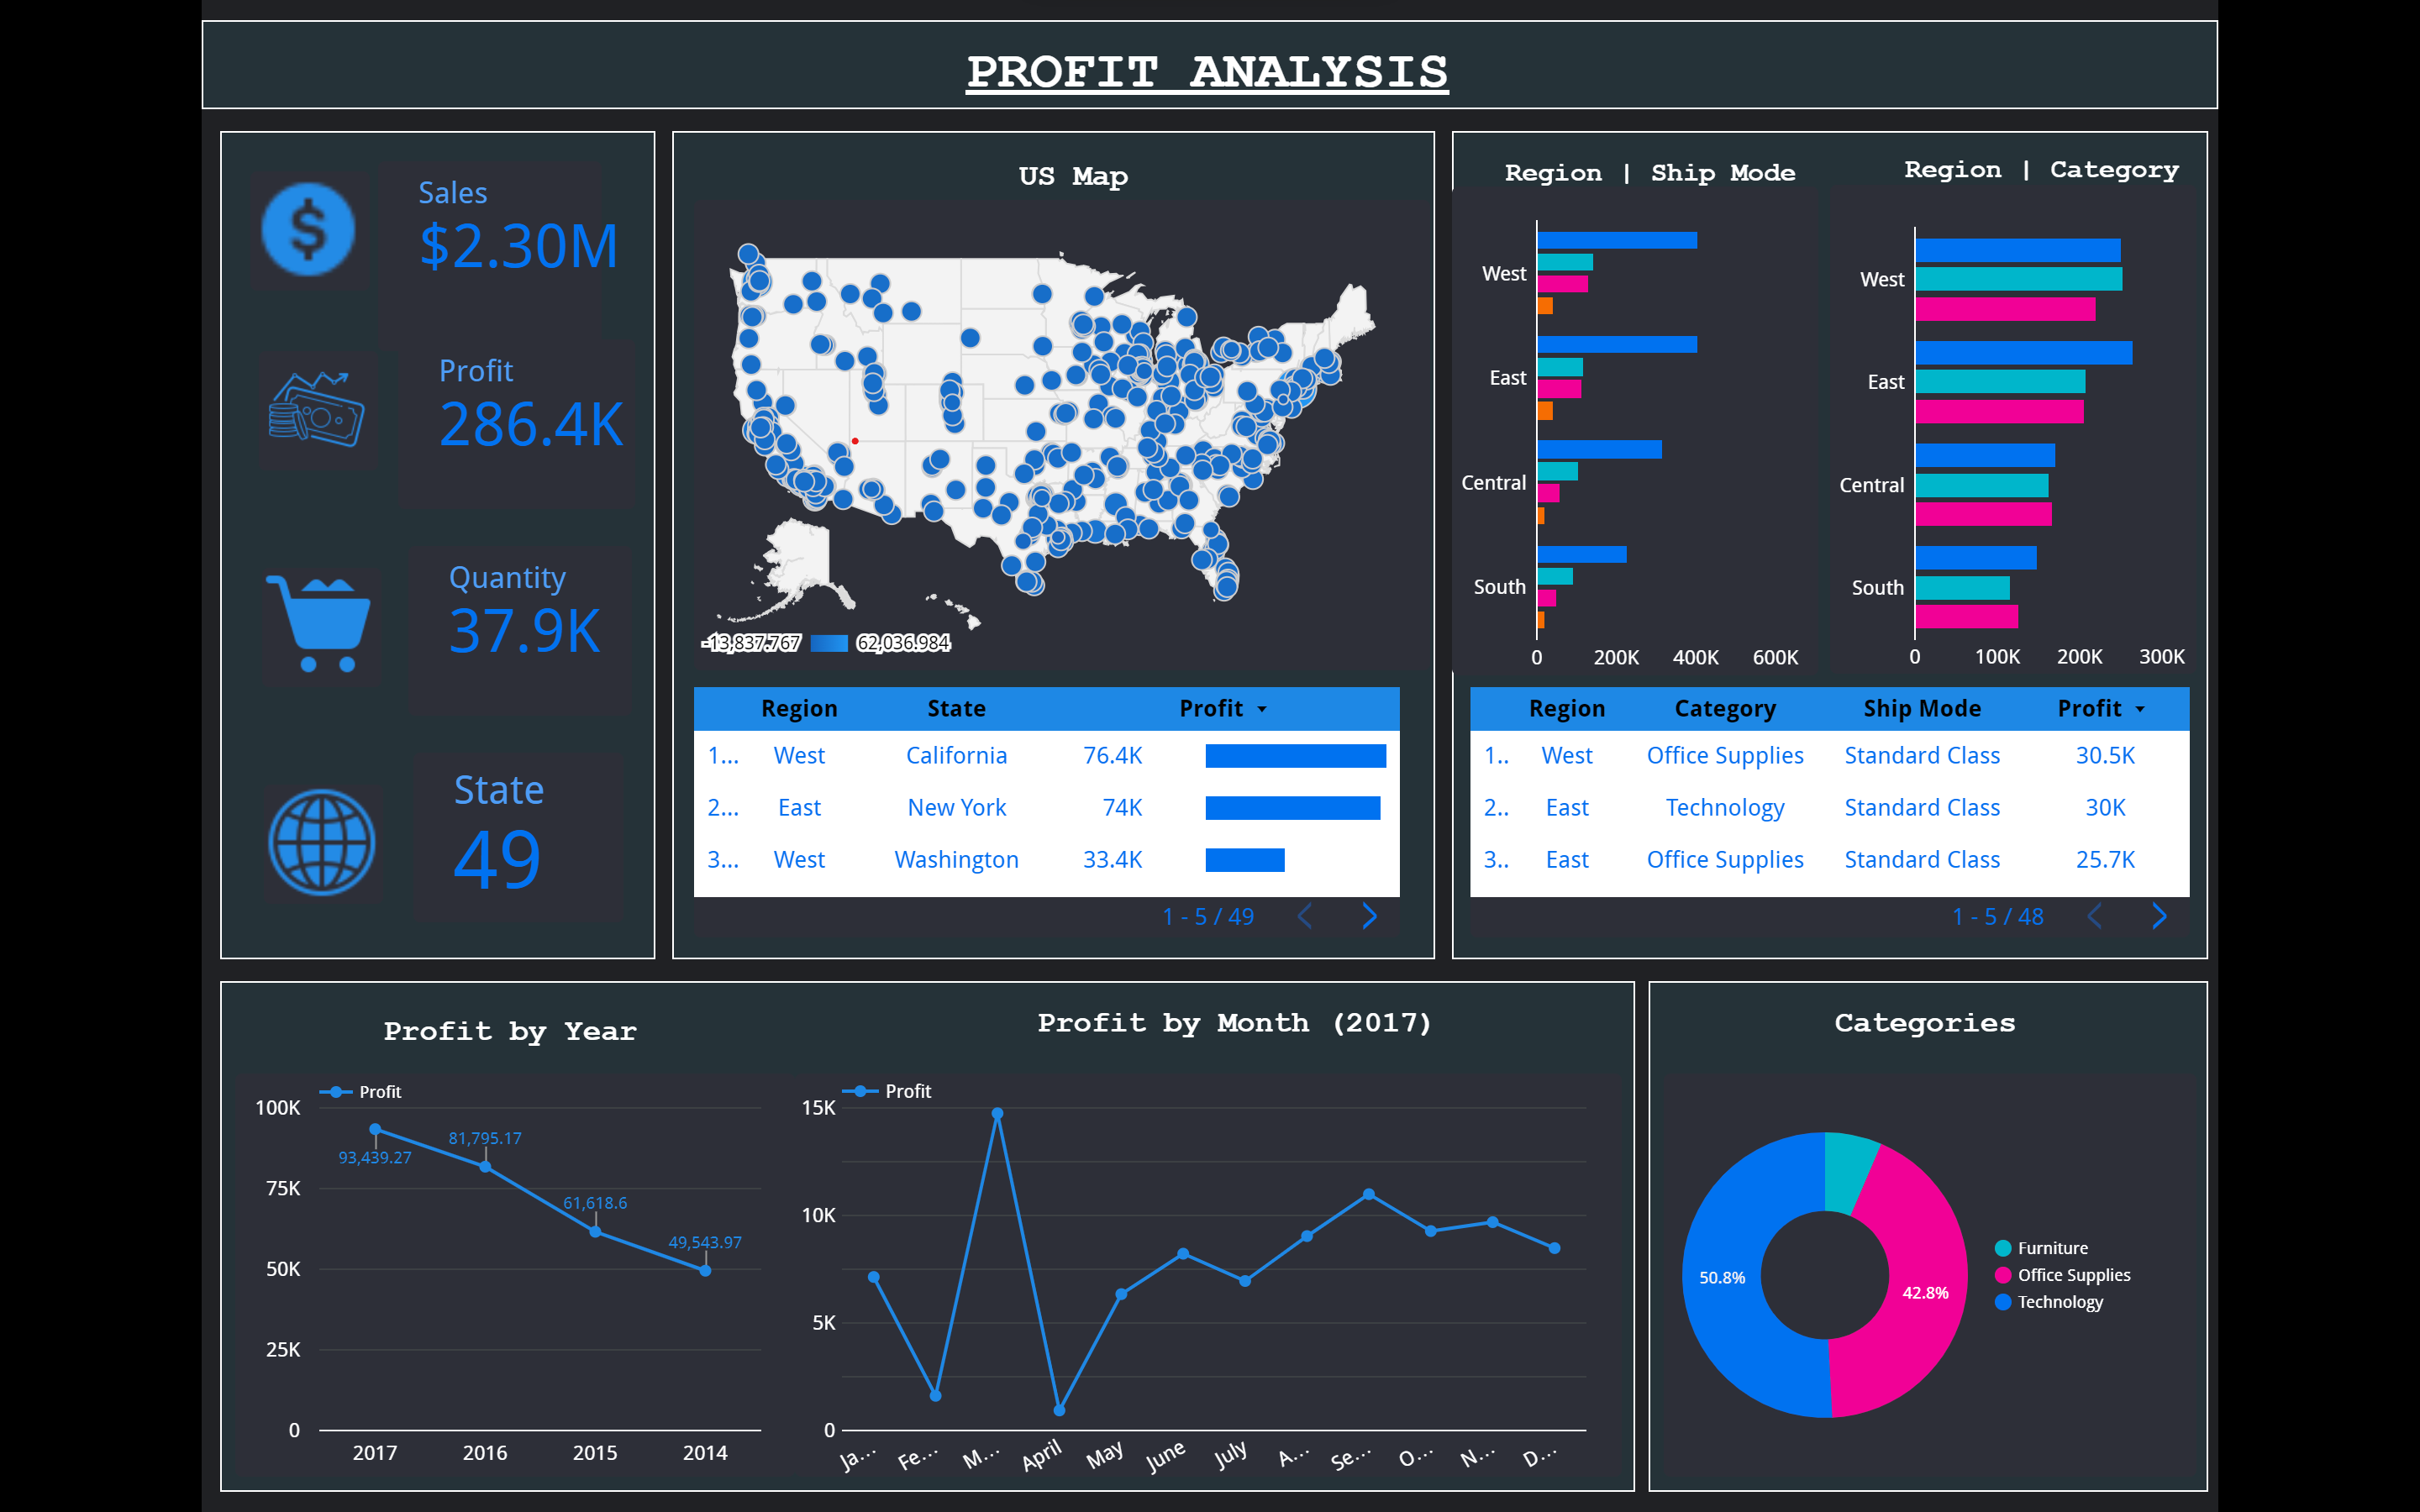 PROFIT ANALYSIS
Sales
$2.30M
Profit
286.4K
Quantity
37.9K
State
49
US Map
-13,837.767 62,036.984
Region State Profit
1... West California 76.4K
2... East New York 74K
3... West Washington 33.4K
1 - 5 / 49
Region | Ship Mode
West
East
Central
South
0 200K 400K 600K
Region | Category
West
East
Central
South
0 100K 200K 300K
Region Category Ship Mode Profit
1.. West Office Supplies Standard Class 30.5K
2.. East Technology Standard Class 30K
3.. East Office Supplies Standard Class 25.7K
1 - 5 / 48
Profit by Year
Profit
100K
75K
50K
25K
0
93,439.27
81,795.17
61,618.6
49,543.97
2017 2016 2015 2014
Profit by Month (2017)
Profit
15K
10K
5K
0
Ja... Fe... M... April May June July A... Se... O... N... D...
Categories
50.8%
42.8%
Furniture
Office Supplies
Technology